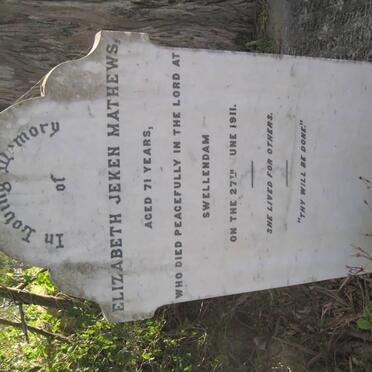 In Loving Memory
of
ELIZABETH JEKEN MATHEWS,
AGED 71 YEARS,
WHO DIED PEACEFULLY IN THE LORD AT
SWELLENDAM
ON THE 27TH UNE 1911.
SHE LIVED FOR OTHERS.
"THY WILL BE DONE."